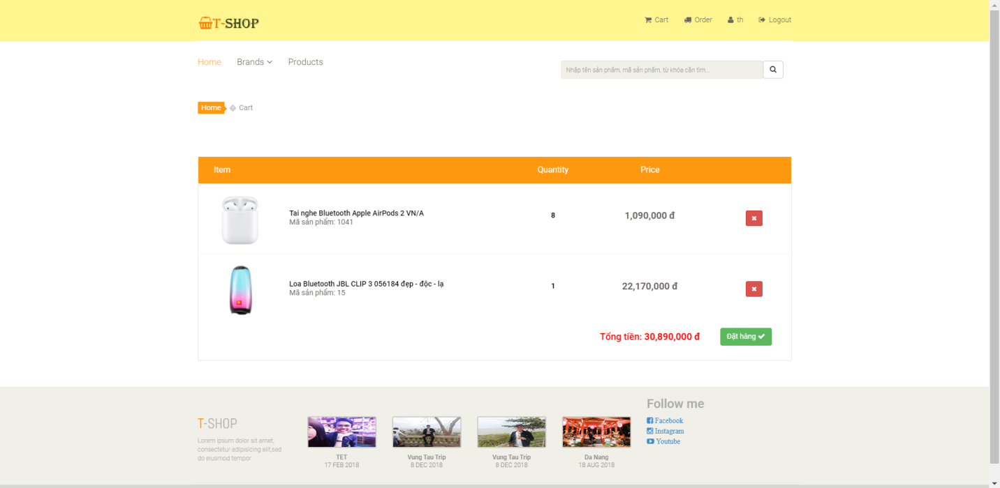 T-SHOP
Cart Order th Logout
Home Brands Products
Nhập tên sản phẩm, mã sản phẩm, từ khóa cần tìm...
Home Cart
Item Quantity Price
Tai nghe Bluetooth Apple AirPods 2 VN/A
Mã sản phẩm: 1041
8
1,090,000 đ
Loa Bluetooth JBL CLIP 3 056184 đẹp - độc - lạ
Mã sản phẩm: 15
1
22,170,000 đ
Tổng tiền: 30,890,000 đ
Đặt hàng
T-SHOP
Lorem ipsum dolor sit amet,
consectetur adipisicing elit,sed
do eiusmod tempor
TET
17 FEB 2018
Vung Tau Trip
8 DEC 2018
Vung Tau Trip
8 DEC 2018
Da Nang
18 AUG 2018
Follow me
Facebook
Instagram
Youtube